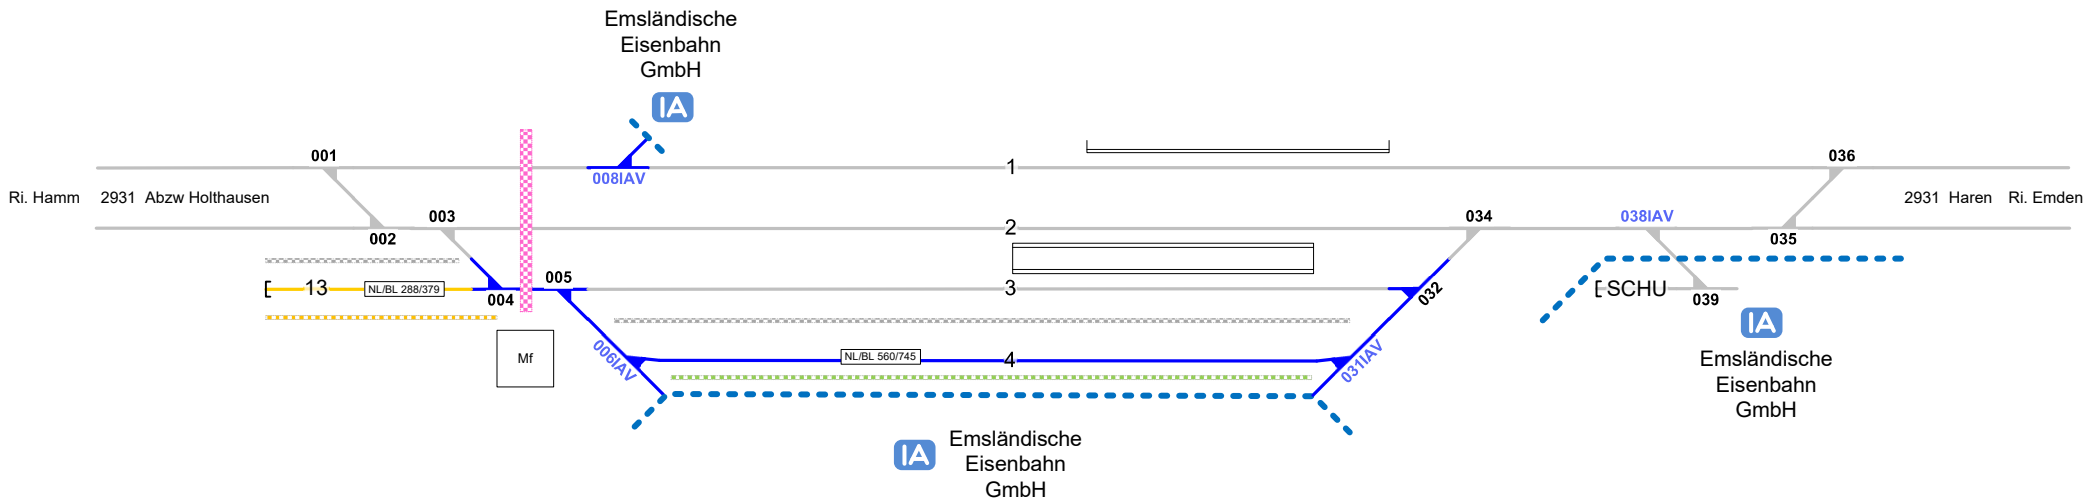 Emsländische
Eisenbahn
GmbH
IA
001
036
1
008IAV
Ri. Hamm 2931 Abzw Holthausen
2931 Haren Ri. Emden
003
034
038IAV
2
002
035
005
13
NL/BL 288/379
3
[ SCHU
004
032
039
IA
Mf
006IAV
NL/BL 560/745
4
031IAV
Emsländische
Eisenbahn
GmbH
IA
Emsländische
Eisenbahn
GmbH